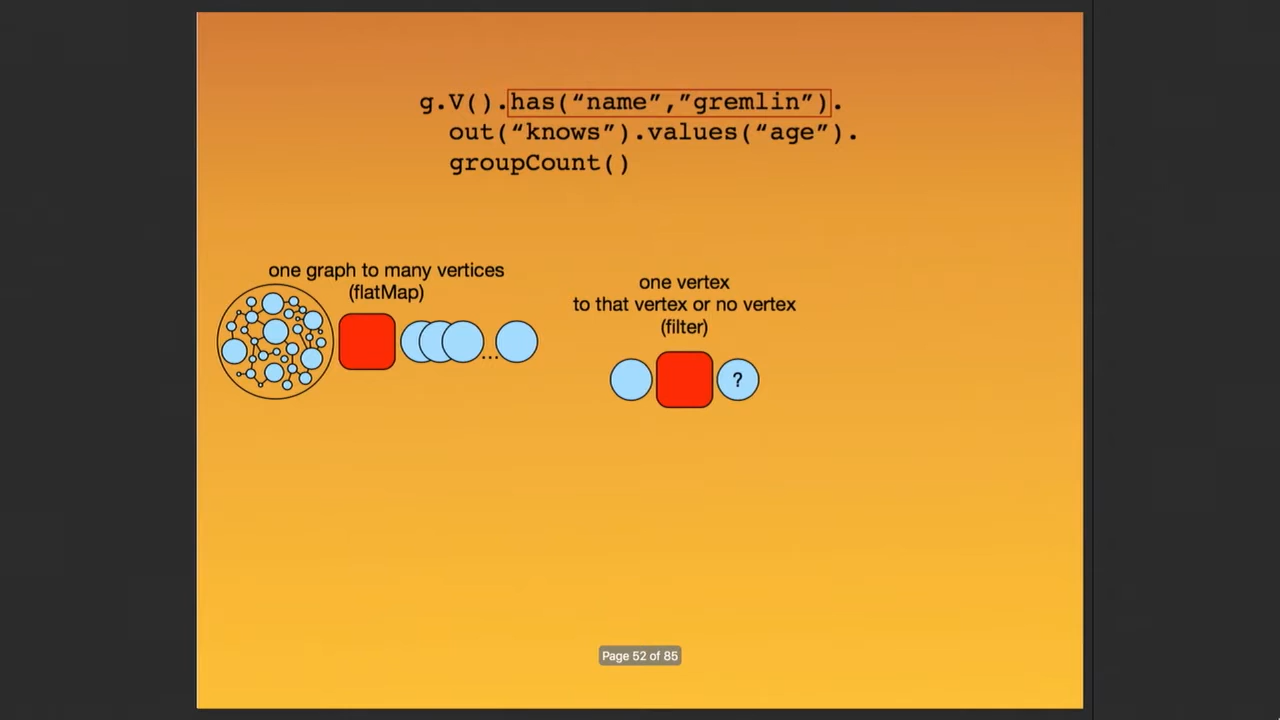 g.V().has(“name”,”gremlin”).
out(“knows”).values(“age”).
groupCount()
one graph to many vertices
(flatMap)
...
one vertex
to that vertex or no vertex
(filter)
?
Page 52 of 85